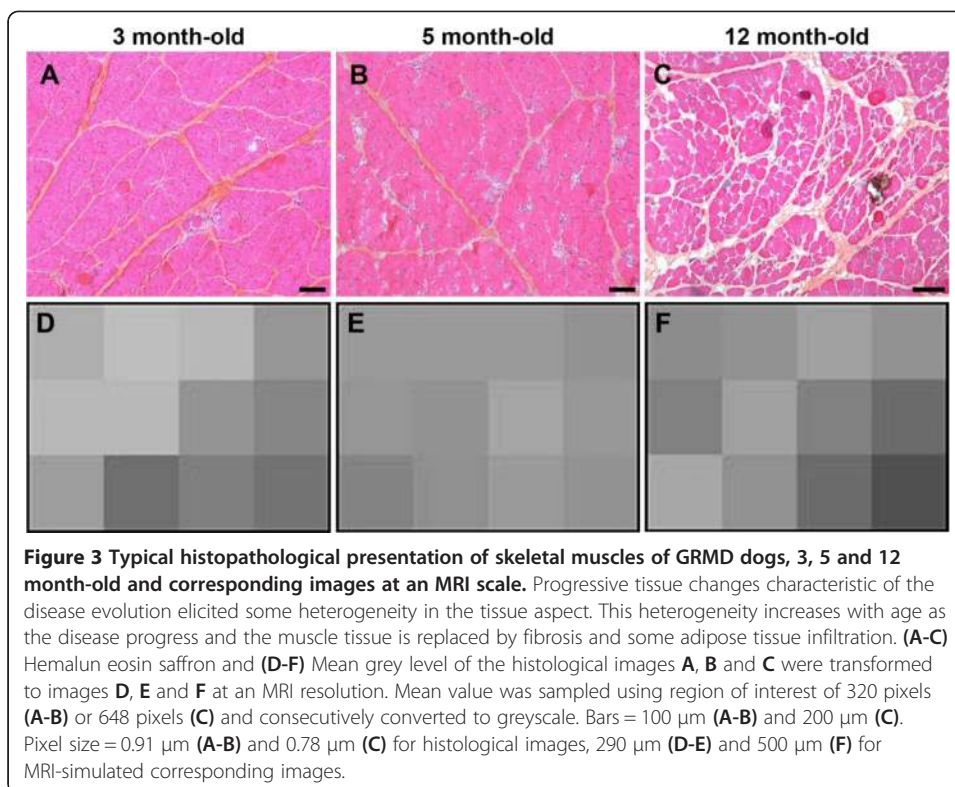 3 month-old 5 month-old 12 month-old
A B C
D E F
Figure 3 Typical histopathological presentation of skeletal muscles of GRMD dogs, 3, 5 and 12
month-old and corresponding images at an MRI scale. Progressive tissue changes characteristic of the
disease evolution elicited some heterogeneity in the tissue aspect. This heterogeneity increases with age as
the disease progress and the muscle tissue is replaced by fibrosis and some adipose tissue infiltration. (A-C)
Hemalun eosin saffron and (D-F) Mean grey level of the histological images A, B and C were transformed
to images D, E and F at an MRI resolution. Mean value was sampled using region of interest of 320 pixels
(A-B) or 648 pixels (C) and consecutively converted to greyscale. Bars = 100 μm (A-B) and 200 μm (C).
Pixel size = 0.91 μm (A-B) and 0.78 μm (C) for histological images, 290 μm (D-E) and 500 μm (F) for
MRI-simulated corresponding images.